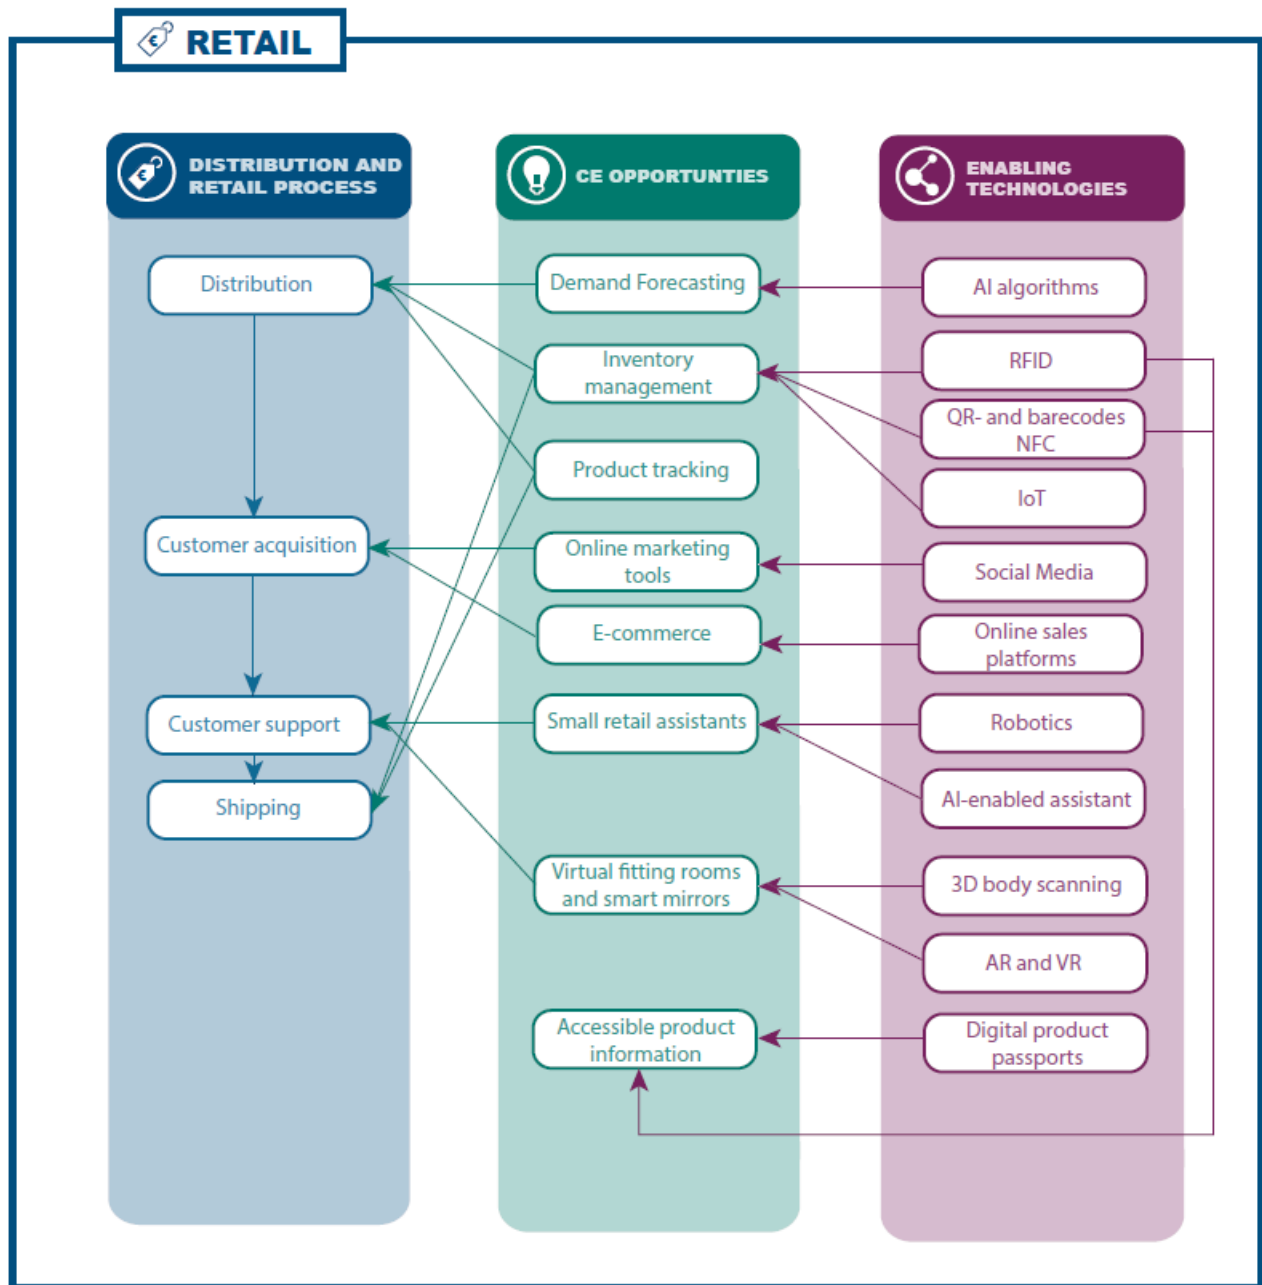 RETAIL
DISTRIBUTION AND
RETAIL PROCESS
Distribution
Customer acquisition
Customer support
Shipping
CE OPPORTUNTIES
Demand Forecasting
Inventory
management
Product tracking
Online marketing
tools
E-commerce
Small retail assistants
Virtual fitting rooms
and smart mirrors
Accessible product
information
ENABLING
TECHNOLOGIES
AI algorithms
RFID
QR- and barecodes
NFC
IoT
Social Media
Online sales
platforms
Robotics
AI-enabled assistant
3D body scanning
AR and VR
Digital product
passports